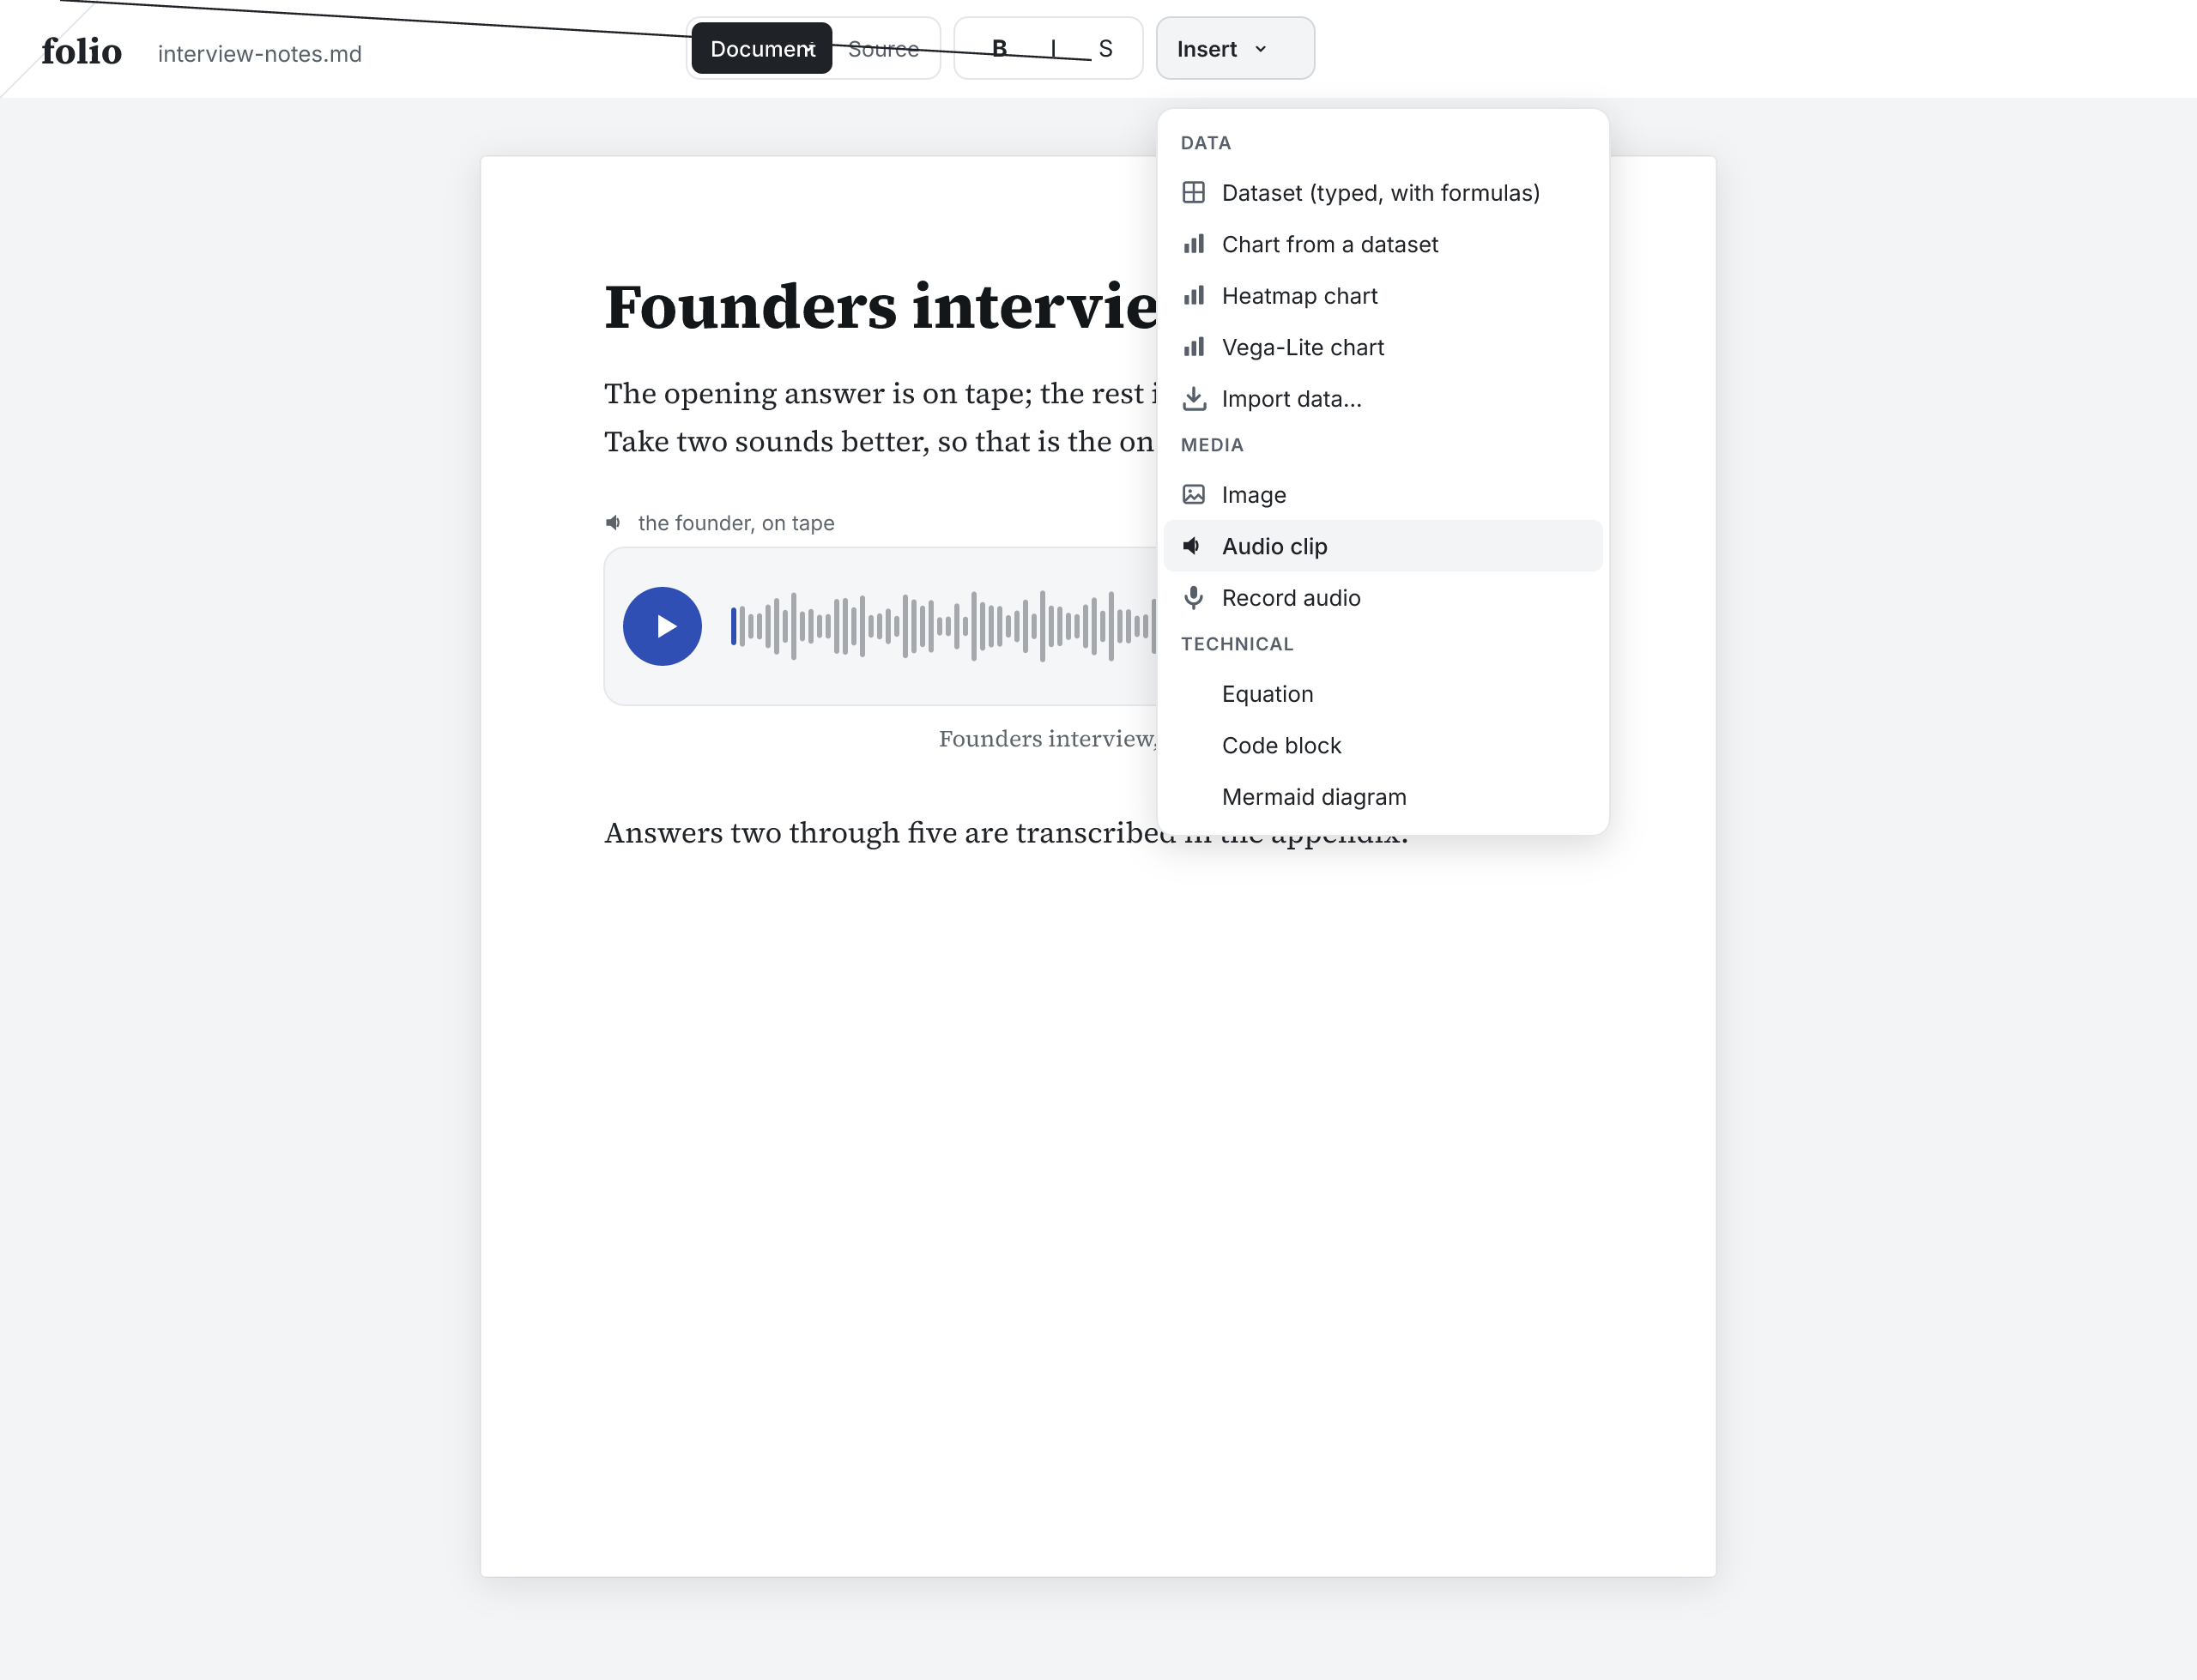 folio interview-notes.md Document Source B I S Insert
DATA
Dataset (typed, with formulas)
Chart from a dataset
Heatmap chart
Vega-Lite chart
Import data...
MEDIA
Image
Audio clip
Record audio
TECHNICAL
Equation
Code block
Mermaid diagram
Founders
The opening answer is on tape; the rest
Take two sounds better, so that is the
the founder, on tape
Founders interview,
Answers two through five are transcribed in the appendix.